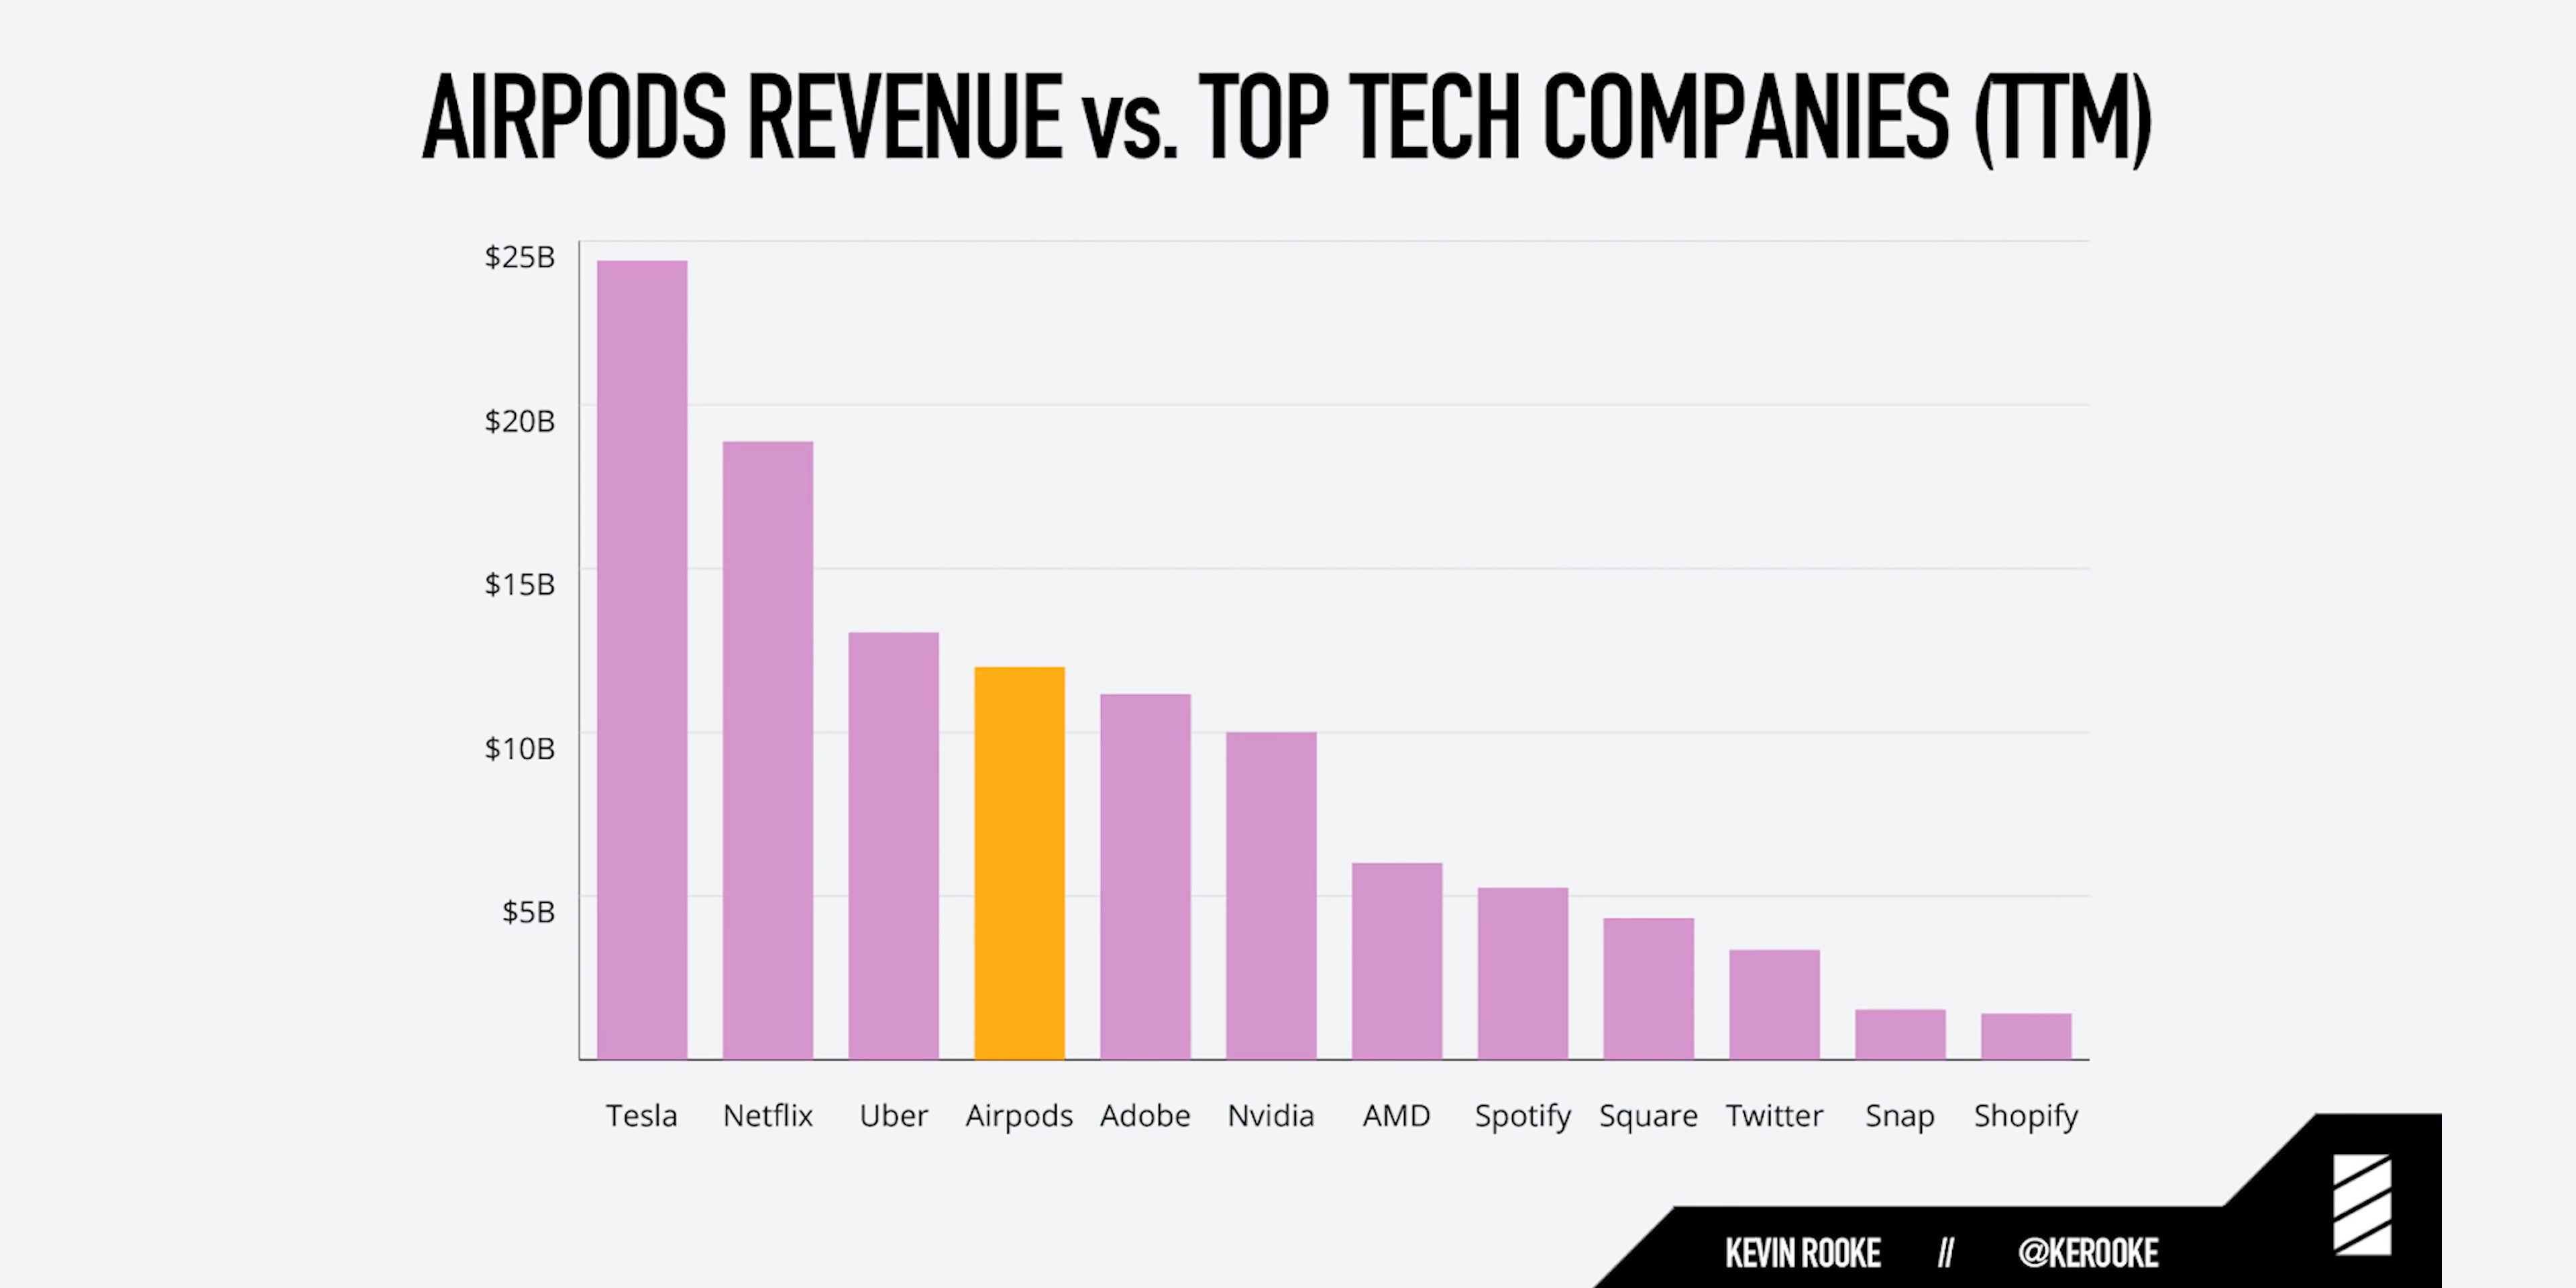 AIRPODS REVENUE vs. TOP TECH COMPANIES (TTM)
$25B
$20B
$15B
$10B
$5B
Tesla Netflix Uber Airpods Adobe Nvidia AMD Spotify Square Twitter Snap Shopify
KEVIN ROOKE // @KEROOKE